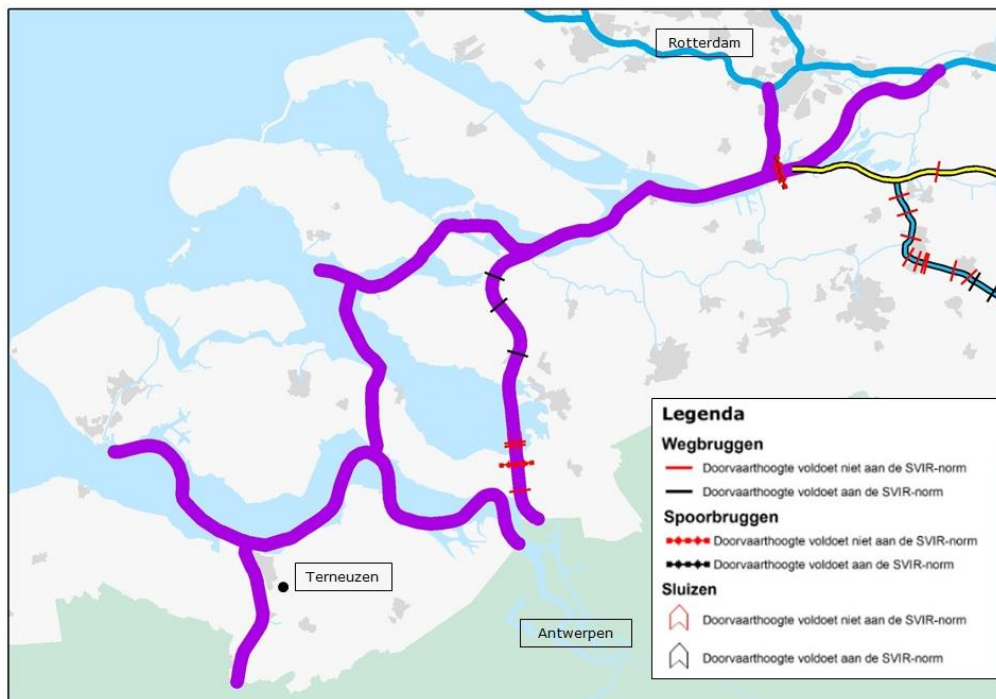 Rotterdam
Terneuzen
Antwerpen
Legenda
Wegbruggen
Doorvaarthoogte voldoet niet aan de SVIR-norm
Doorvaarthoogte voldoet aan de SVIR-norm
Spoorbruggen
Doorvaarthoogte voldoet niet aan de SVIR-norm
Doorvaarthoogte voldoet aan de SVIR-norm
Sluizen
Doorvaarthoogte voldoet niet aan de SVIR-norm
Doorvaarthoogte voldoet aan de SVIR-norm